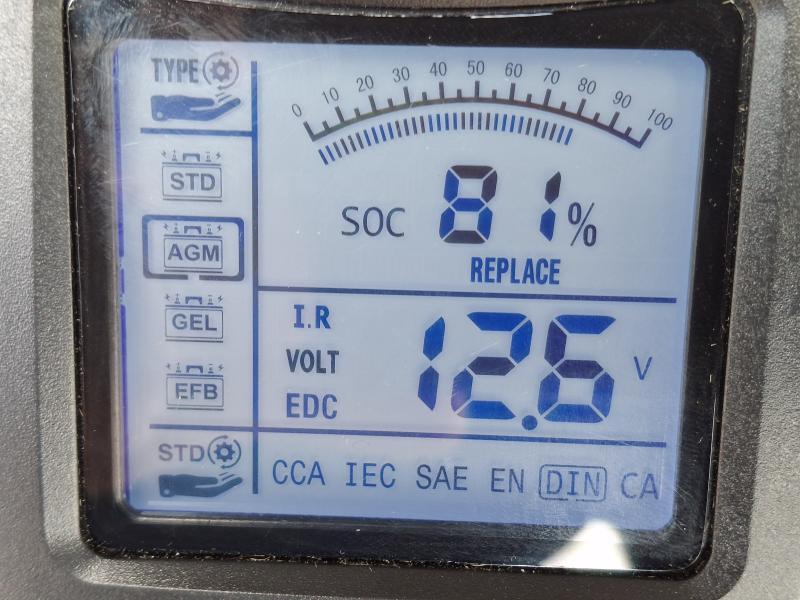 TYPE
0 10 20 30 40 50 60 70 80 90 100
STD
SOC 81%
AGM
REPLACE
GEL
I.R
VOLT 12.6 V
EFB
EDC
STD
CCA IEC SAE EN DIN CA